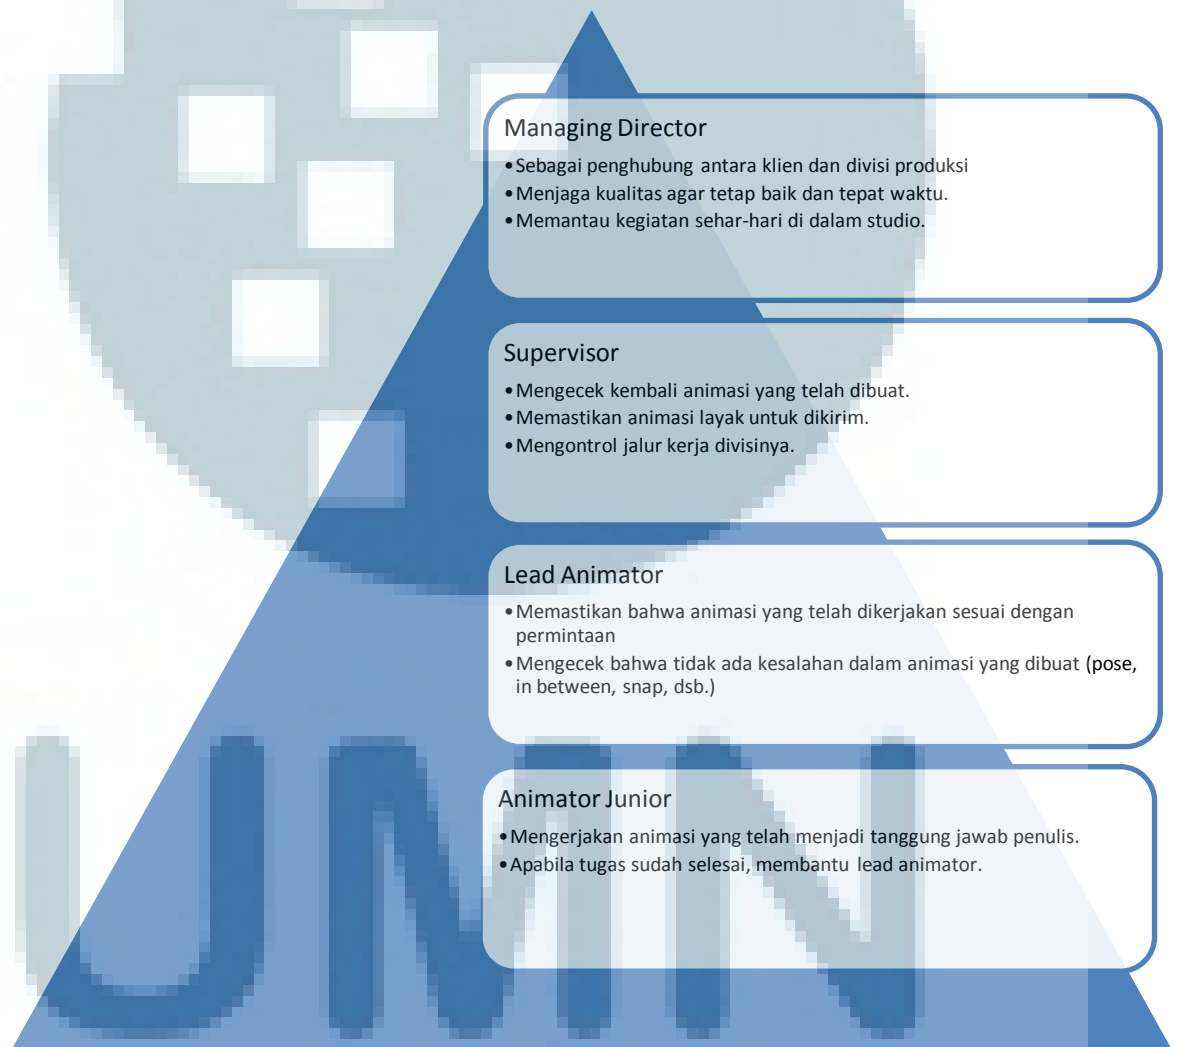 Managing Director
•Sebagai penghubung antara klien dan divisi produksi
•Menjaga kualitas agar tetap baik dan tepat waktu.
•Memantau kegiatan sehar-hari di dalam studio.
Supervisor
•Mengecek kembali animasi yang telah dibuat.
•Memastikan animasi layak untuk dikirim.
•Mengontrol jalur kerja divisinya.
Lead Animator
•Memastikan bahwa animasi yang telah dikerjakan sesuai dengan
permintaan
•Mengecek bahwa tidak ada kesalahan dalam animasi yang dibuat (pose,
in between, snap, dsb.)
Animator Junior
•Mengerjakan animasi yang telah menjadi tanggung jawab penulis.
•Apabila tugas sudah selesai, membantu lead animator.
UMN